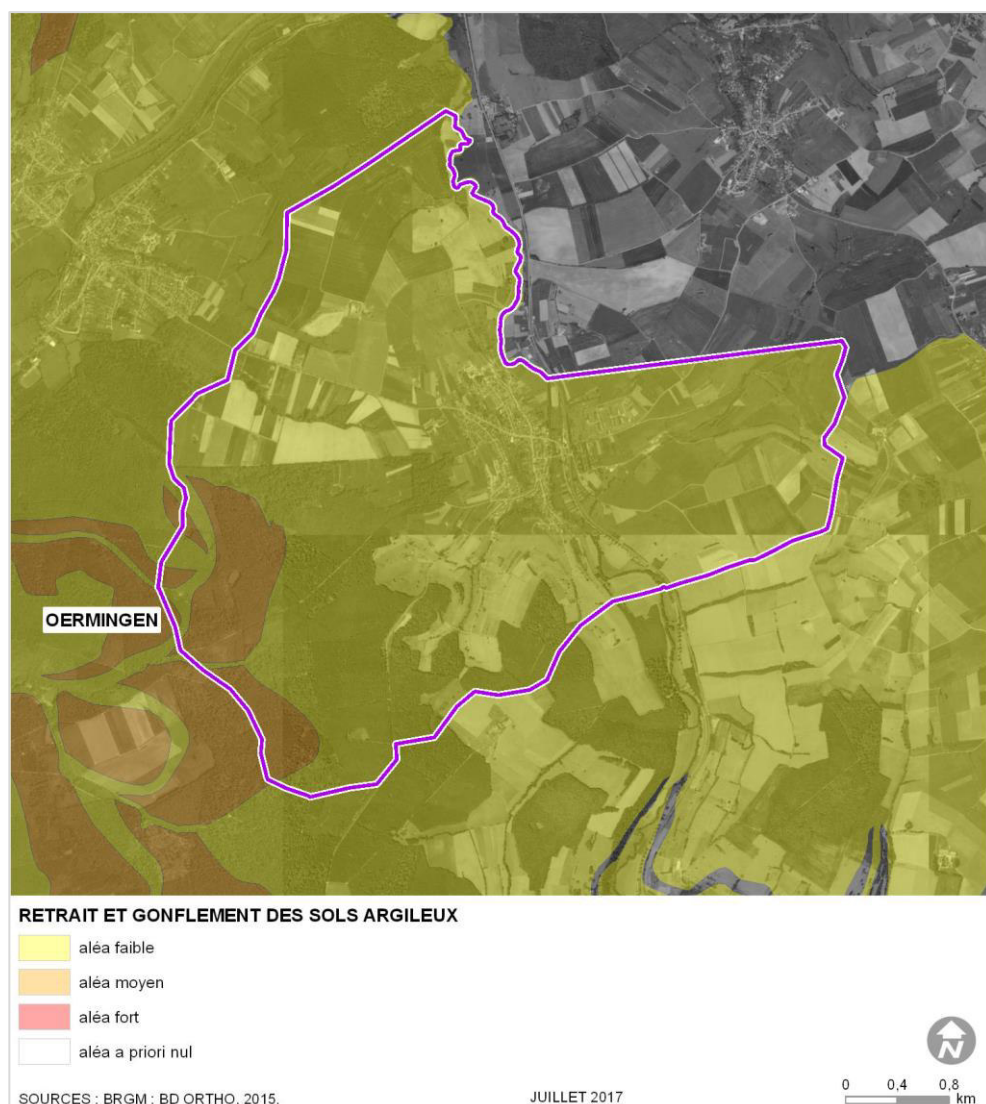 OERMINGEN
RETRAIT ET GONFLEMENT DES SOLS ARGILEUX
aléa faible
aléa moyen
aléa fort
aléa a priori nul
N
SOURCES : BRGM ; BD ORTHO, 2015.
JUILLET 2017
0 0,4 0,8
km